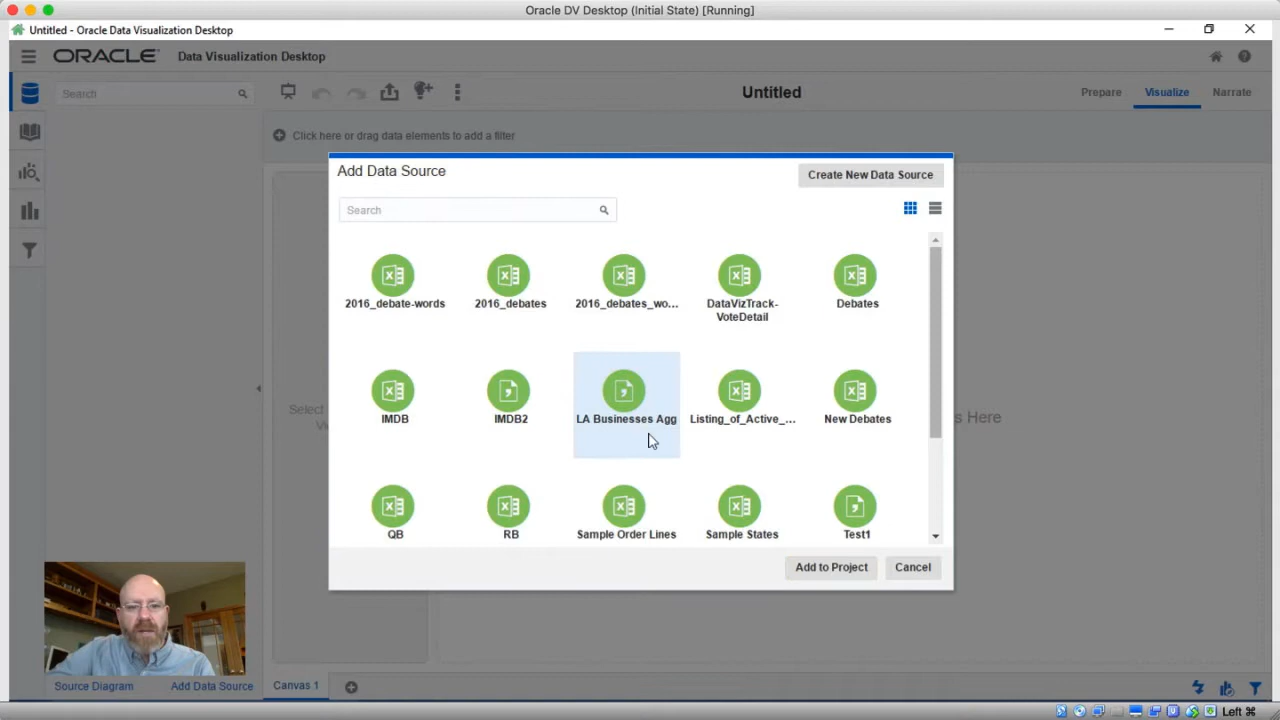 Oracle DV Desktop (Initial State) [Running]
Untitled - Oracle Data Visualization Desktop
ORACLE Data Visualization Desktop
Search
Untitled
Prepare Visualize Narrate
Click here or drag data elements to add a filter
Add Data Source
Create New Data Source
Search
2016_debate-words 2016_debates 2016_debates_wo... DataVizTrack- Debates
VoteDetail
IMDB IMDB2 LA Businesses Agg Listing_of_Active_... New Debates
Select
s Here
QB RB Sample Order Lines Sample States Test1
Add to Project Cancel
Source Diagram Add Data Source Canvas 1
Left ⌘